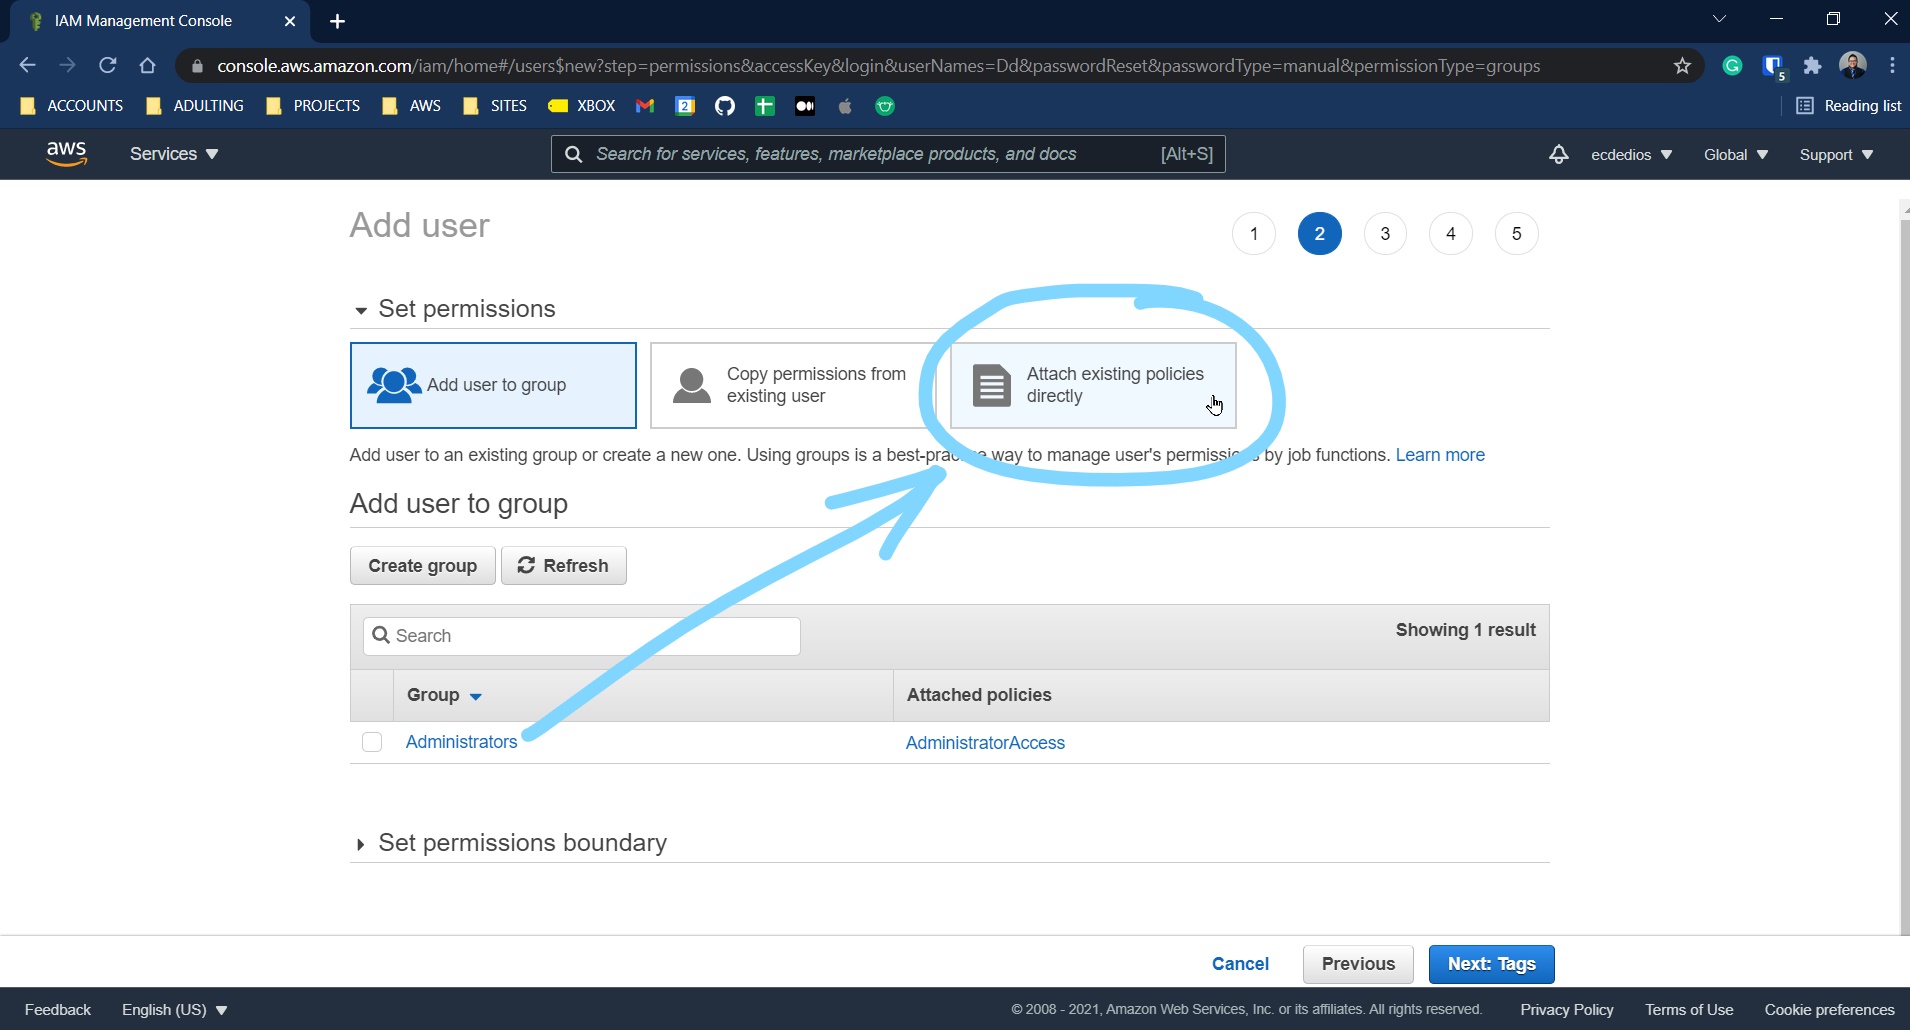 IAM Management Console
console.aws.amazon.com/iam/home#/users$new?step=permissions&accessKey&login&userNames=Dd&passwordReset&passwordType=manual&permissionType=groups
5
ACCOUNTS ADULTING PROJECTS AWS SITES XBOX 2 Reading list
aws Services Search for services, features, marketplace products, and docs [Alt+S] ecdedios Global Support
Add user
1 2 3 4 5
Set permissions
Add user to group
Copy permissions from
existing user
Attach existing policies
directly
Add user to an existing group or create a new one. Using groups is a best-practice way to manage user's permissions by job functions. Learn more
Add user to group
Create group Refresh
Search Showing 1 result
Group Attached policies
Administrators AdministratorAccess
Set permissions boundary
Cancel Previous Next: Tags
Feedback English (US) © 2008 - 2021, Amazon Web Services, Inc. or its affiliates. All rights reserved. Privacy Policy Terms of Use Cookie preferences